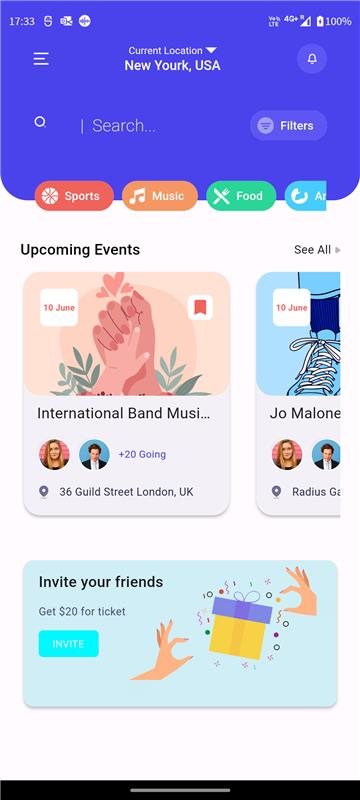 17:33
VoD LTE 4G+ R 100%
Current Location
New Yourk, USA
| Search...
Filters
Sports
Music
Food
Ar
Upcoming Events
See All
10 June
10 June
International Band Musi...
Jo Malone
+20 Going
36 Guild Street London, UK
Radius Ga
Invite your friends
Get $20 for ticket
INVITE